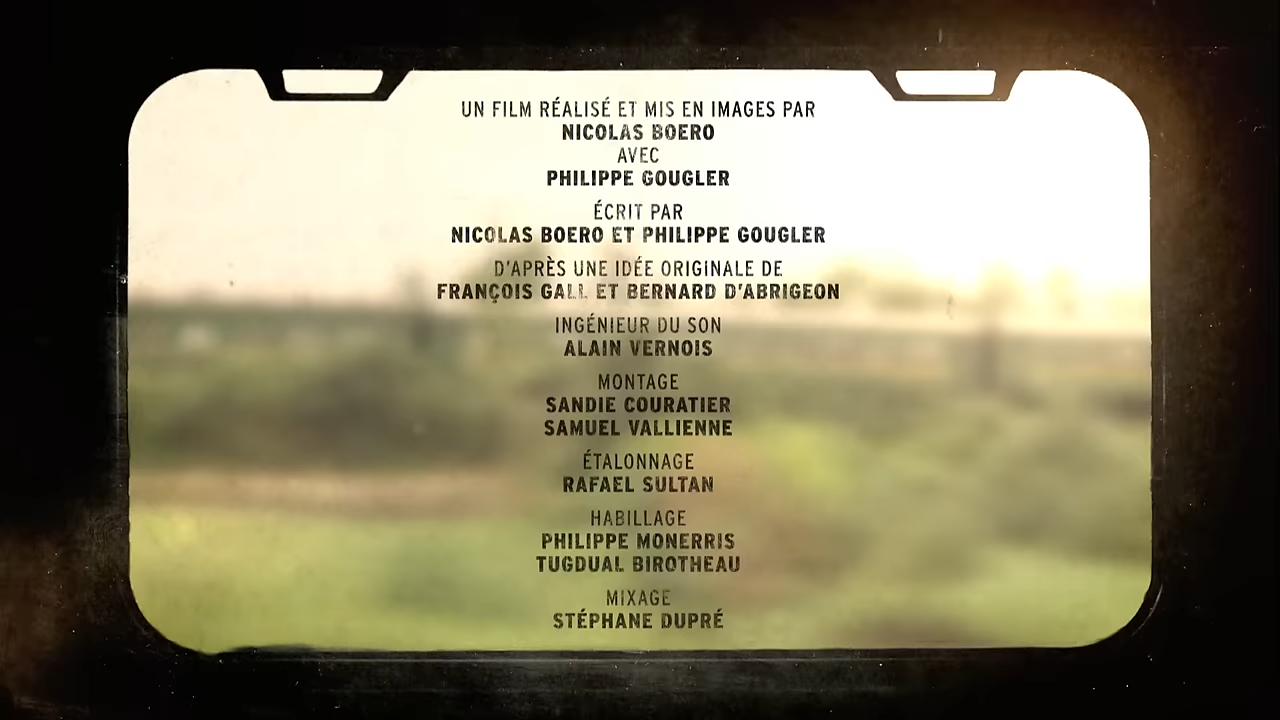 UN FILM RÉALISÉ ET MIS EN IMAGES PAR
NICOLAS BOERO
AVEC
PHILIPPE GOUGLER
ÉCRIT PAR
NICOLAS BOERO ET PHILIPPE GOUGLER
D'APRÈS UNE IDÉE ORIGINALE DE
FRANÇOIS GALL ET BERNARD D'ABRIGEON
INGÉNIEUR DU SON
ALAIN VERNOIS
MONTAGE
SANDIE COURATIER
SAMUEL VALLIENNE
ÉTALONNAGE
RAFAEL SULTAN
HABILLAGE
PHILIPPE MONERRIS
TUGDUAL BIROTHEAU
MIXAGE
STÉPHANE DUPRÉ